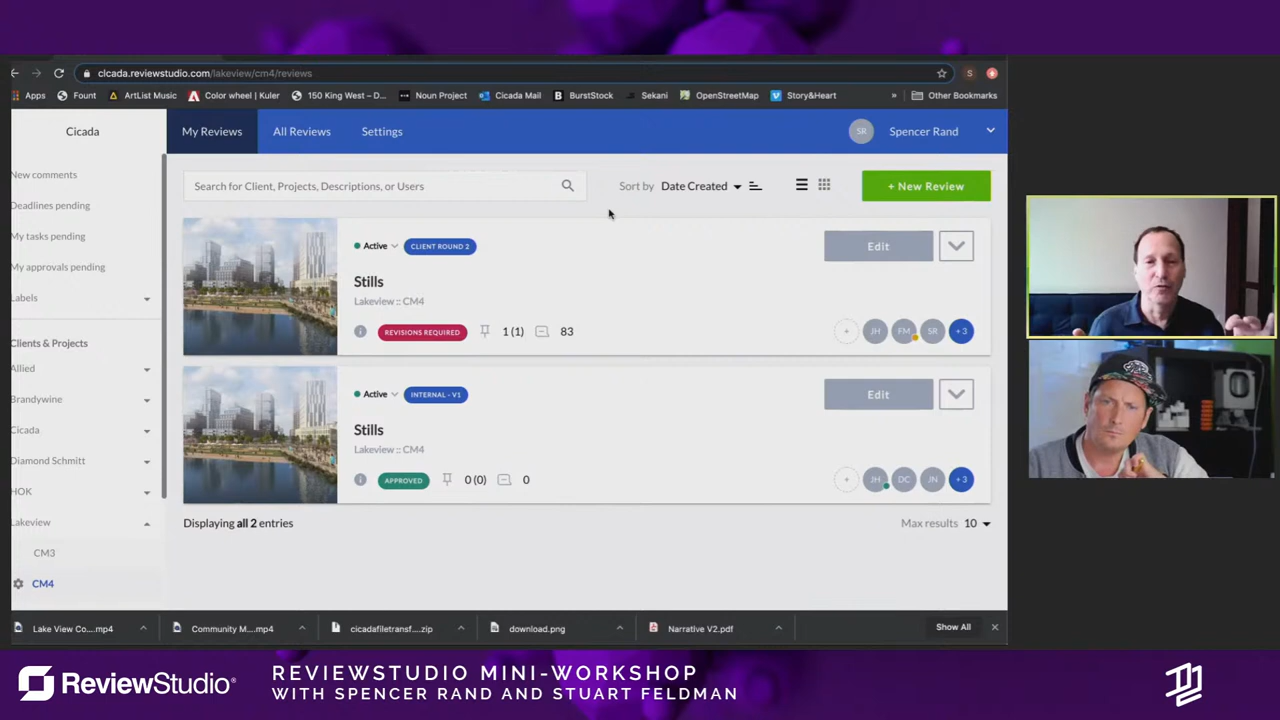 clcada.reviewstudio.com/lakeview/cm4/reviews
Apps Fount ArtList Music Color wheel | Kuler 150 King West – D... Noun Project Cicada Mail BurstStock Sekani OpenStreetMap Story&Heart » Other Bookmarks
Cicada My Reviews All Reviews Settings SR Spencer Rand
New comments
Deadlines pending
My tasks pending
My approvals pending
Labels
Clients & Projects
Allied
Brandywine
Cicada
Diamond Schmitt
HOK
Lakeview
CM3
CM4
Search for Client, Projects, Descriptions, or Users Sort by Date Created + New Review
Active CLIENT ROUND 2 Edit
Stills
Lakeview :: CM4
REVISIONS REQUIRED 1 (1) 83 + JH FM SR +3
Active INTERNAL - V1 Edit
Stills
Lakeview :: CM4
APPROVED 0 (0) 0 + JH DC JN +3
Displaying all 2 entries Max results 10
Lake View Co....mp4 Community M....mp4 cicadafiletransf....zip download.png Narrative V2.pdf Show All
ReviewStudio®
REVIEWSTUDIO MINI-WORKSHOP
WITH SPENCER RAND AND STUART FELDMAN